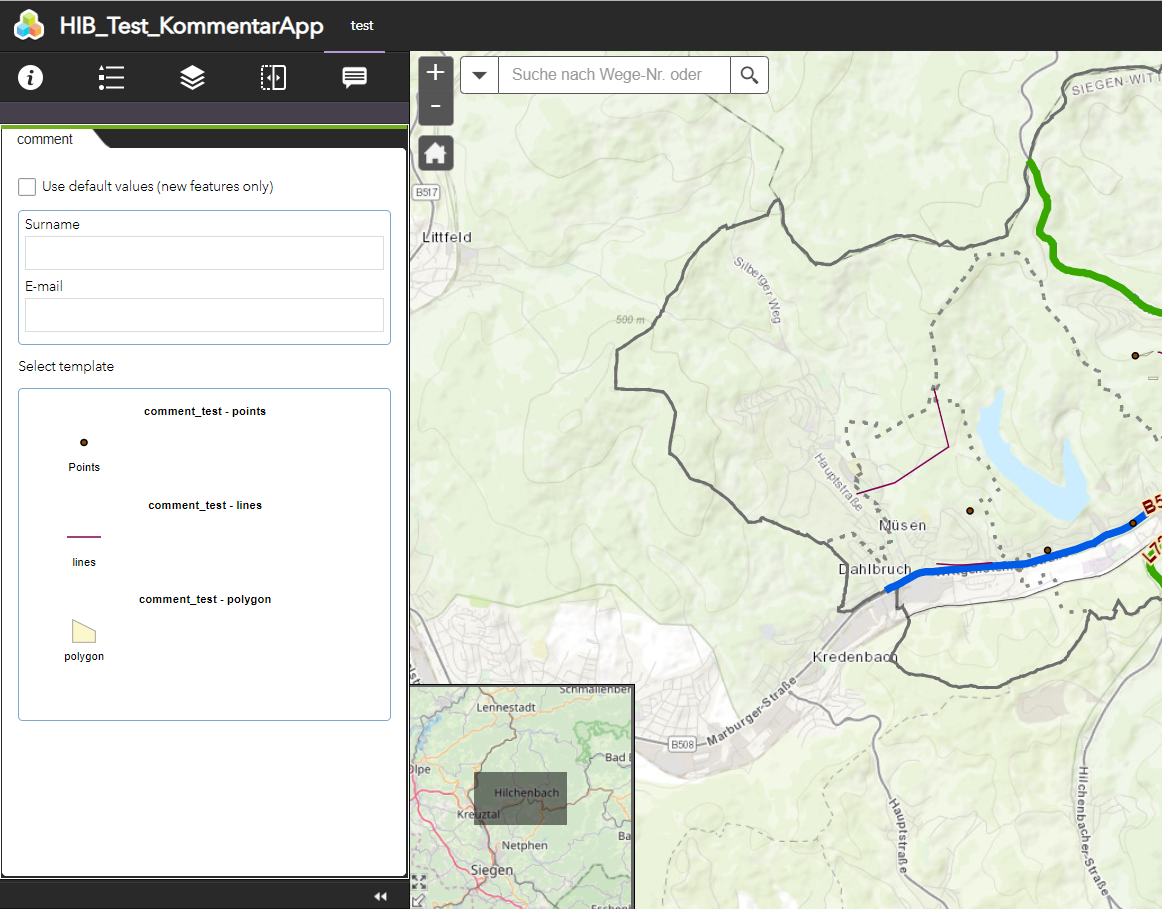 HIB_Test_KommentarApp
test
comment
Use default values (new features only)
Surname
E-mail
Select template
comment_test - points
Points
comment_test - lines
lines
comment_test - polygon
polygon
+
-
Suche nach Wege-Nr. oder
SIEGEN-WITT
B517
Littfeld
Silberger-Weg
500 m
Hauptstraße
Müsen
Dahlbruch
Kredenbach
Marburger-Straße
B508
Hauptstraße
Hilchenbacher-Straße
Schmallenber
Lennestadt
Olpe
Bad
Hilchenbach
Kreuztal
Ba
Netphen
Siegen